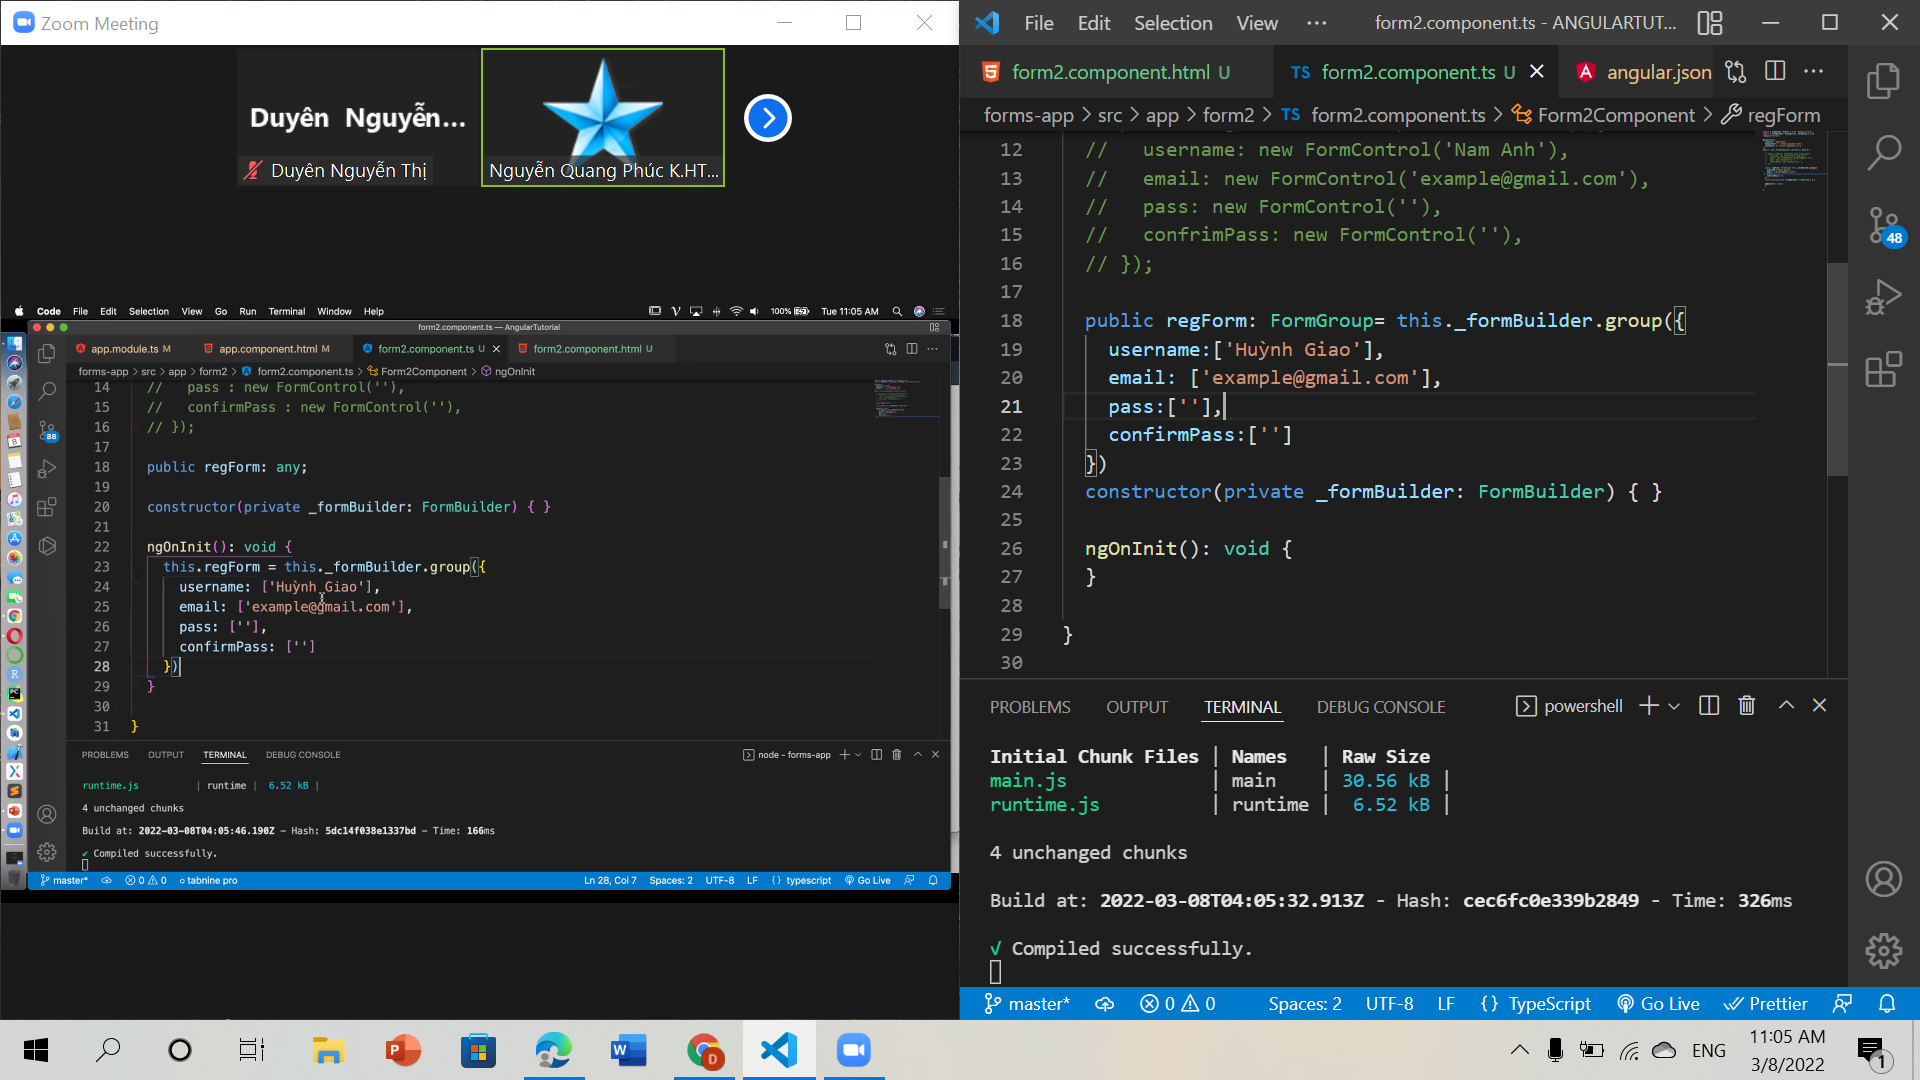 Zoom Meeting
Duyên Nguyễn...
Duyên Nguyễn Thị
Nguyễn Quang Phúc K.HT...
Code File Edit Selection View Go Run Terminal Window Help
100% Tue 11:05 AM
form2.component.ts — AngularTutorial
app.module.ts M
app.component.html M
form2.component.ts U
form2.component.html U
forms-app > src > app > form2 > form2.component.ts > Form2Component > ngOnInit
14 // pass : new FormControl(''),
15 // confirmPass : new FormControl(''),
16 // });
17
18 public regForm: any;
19
20 constructor(private _formBuilder: FormBuilder) { }
21
22 ngOnInit(): void {
23 this.regForm = this._formBuilder.group({
24 username: ['Huỳnh Giao'],
25 email: ['example@gmail.com'],
26 pass: [''],
27 confirmPass: ['']
28 })
29 }
30
31 }
88
PROBLEMS OUTPUT TERMINAL DEBUG CONSOLE
node - forms-app
runtime.js | runtime | 6.52 kB |
4 unchanged chunks
Build at: 2022-03-08T04:05:46.190Z - Hash: 5dc14f038e1337bd - Time: 166ms
✔ Compiled successfully.
master* 0 0 tabnine pro
Ln 28, Col 7 Spaces: 2 UTF-8 LF {} typescript Go Live
File Edit Selection View ···
form2.component.ts - ANGULARTUT...
form2.component.html U
TS form2.component.ts U
angular.json
forms-app > src > app > form2 > TS form2.component.ts > Form2Component > regForm
12 // username: new FormControl('Nam Anh'),
13 // email: new FormControl('example@gmail.com'),
14 // pass: new FormControl(''),
15 // confrimPass: new FormControl(''),
16 // });
17
18 public regForm: FormGroup= this._formBuilder.group({
19 username:['Huỳnh Giao'],
20 email: ['example@gmail.com'],
21 pass:[''],
22 confirmPass:['']
23 })
24 constructor(private _formBuilder: FormBuilder) { }
25
26 ngOnInit(): void {
27 }
28
29 }
30
48
PROBLEMS OUTPUT TERMINAL DEBUG CONSOLE
powershell
Initial Chunk Files | Names | Raw Size
main.js | main | 30.56 kB |
runtime.js | runtime | 6.52 kB |
4 unchanged chunks
Build at: 2022-03-08T04:05:32.913Z - Hash: cec6fc0e339b2849 - Time: 326ms
√ Compiled successfully.
master* 0 0
Spaces: 2 UTF-8 LF {} TypeScript Go Live Prettier
ENG
11:05 AM
3/8/2022
1